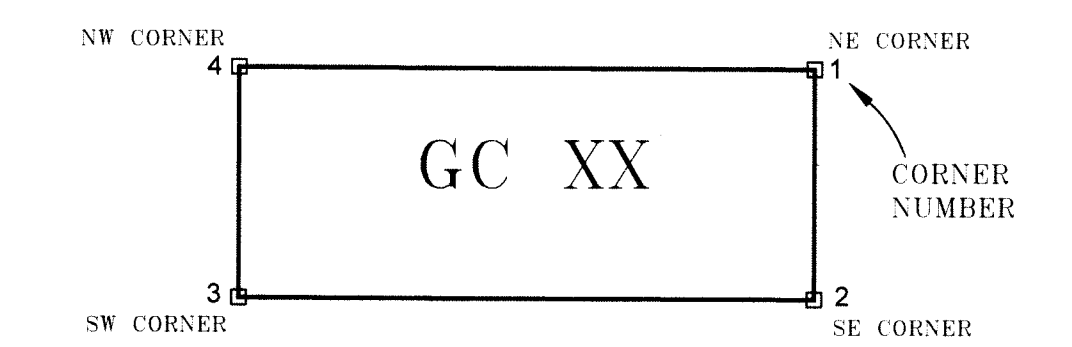 NW CORNER
NE CORNER
4
1
GC XX
CORNER
NUMBER
3
2
SW CORNER
SE CORNER